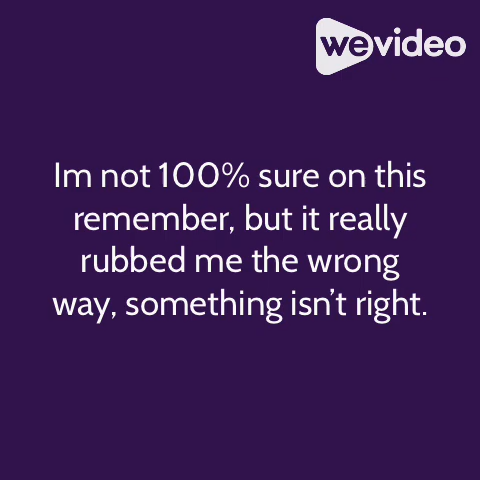 wevideo
Im not 100% sure on this
remember, but it really
rubbed me the wrong
way, something isn’t right.